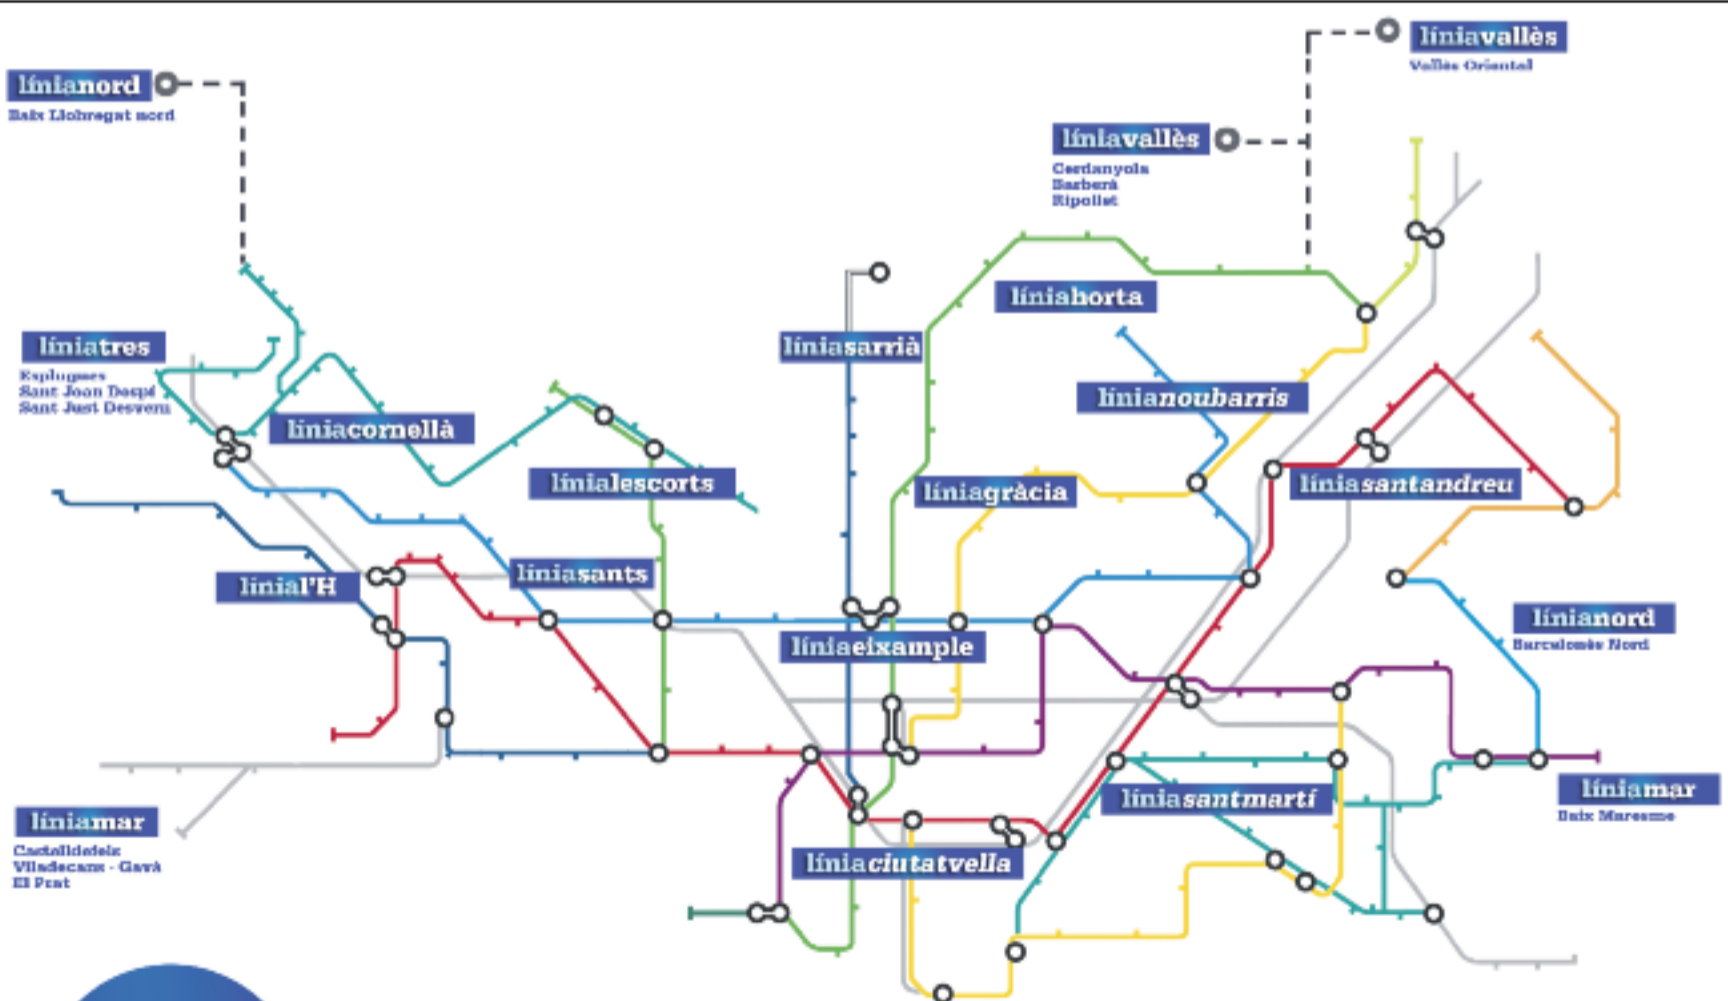 líniavallès
Vallès Oriental
línianord
Baix Llobregat nord
líniavallès
Cerdanyola
Barberà
Ripollet
líniahorta
líniatres
Esplugues
Sant Joan Despí
Sant Just Desvern
líniasarrià
línianoubarris
líniacornellà
línialescorts
líniagràcia
líniasantandreu
línial'H
líniasants
línianord
Barcelonès Nord
líniaeixample
líniasantmartí
líniamar
Baix Maresme
líniamar
Castelldefels
Viladecans - Gavà
El Prat
líniaciutatvella